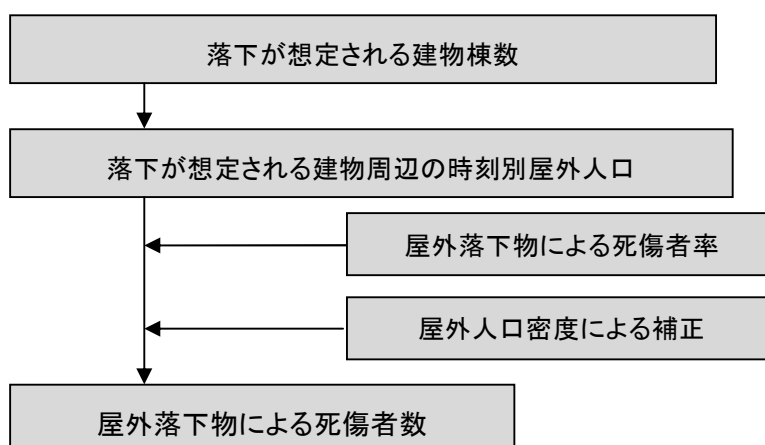 落下が想定される建物棟数
落下が想定される建物周辺の時刻別屋外人口
屋外落下物による死傷者率
屋外人口密度による補正
屋外落下物による死傷者数